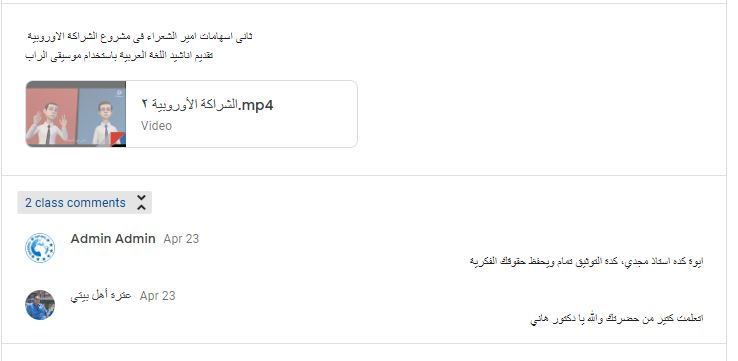 ثانى اسهامات امير الشعراء فى مشروع الشراكة الاوروبية
تقديم اناشيد اللغة العربية باستخدام موسيقى الراب
الشراكة الأوروبية ٢.mp4
Video
2 class comments
Admin Admin Apr 23
ايوة كده استاذ مجدي، كدة التوثيق تمام ويحفظ حقوقك الفكرية
عترة أهل بيتي Apr 23
اتعلمت كتير من حضرتك والله يا دكتور هاني